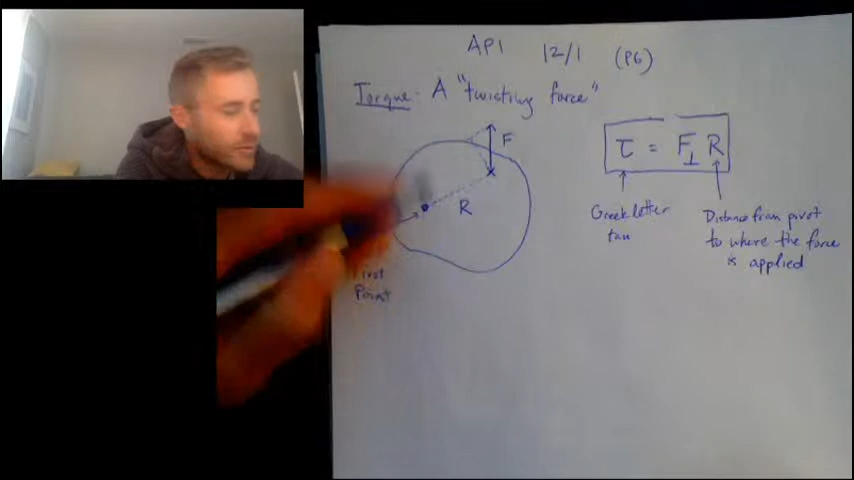 AP1 12/1 (P6)
Torque: A "twisting force"
F
τ = F⊥ R
R
Greek letter
tau
Distance from pivot
to where the force
is applied
Pivot
Point